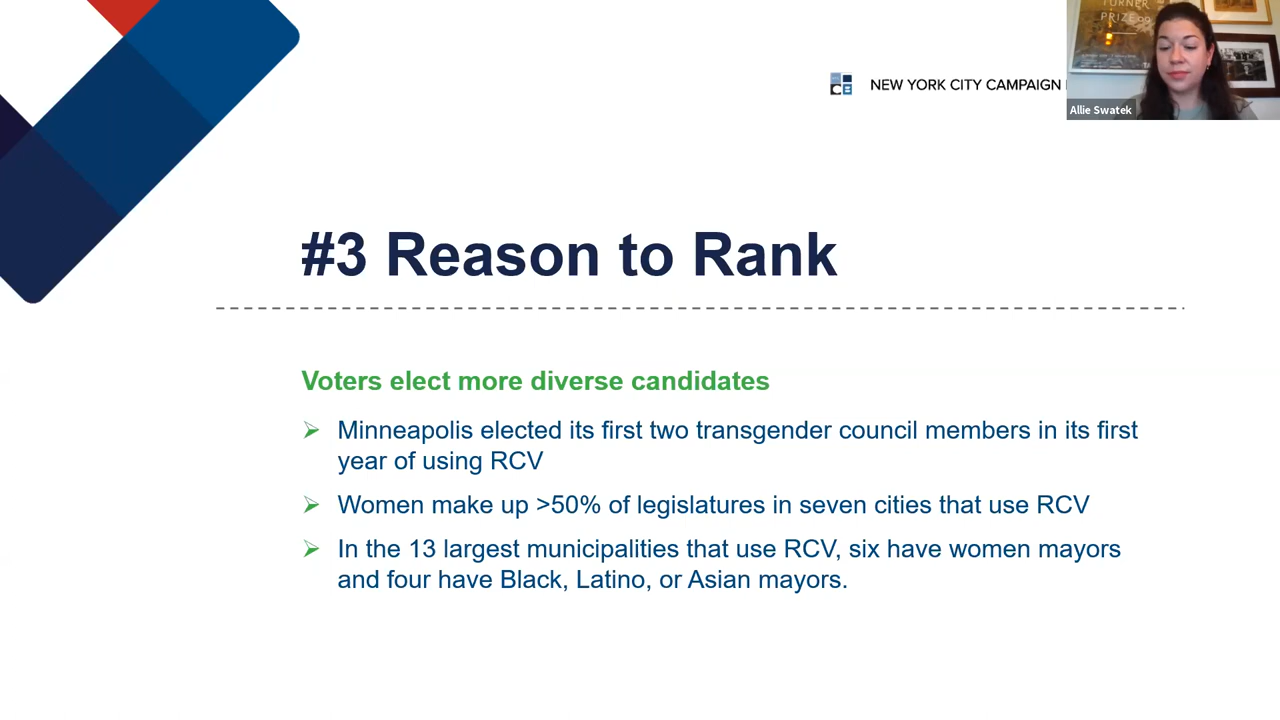 TURNER
PRIZE 09
NEW YORK CITY CAMPAIGN
Allie Swatek
#3 Reason to Rank
Voters elect more diverse candidates
Minneapolis elected its first two transgender council members in its first
year of using RCV
Women make up >50% of legislatures in seven cities that use RCV
In the 13 largest municipalities that use RCV, six have women mayors
and four have Black, Latino, or Asian mayors.